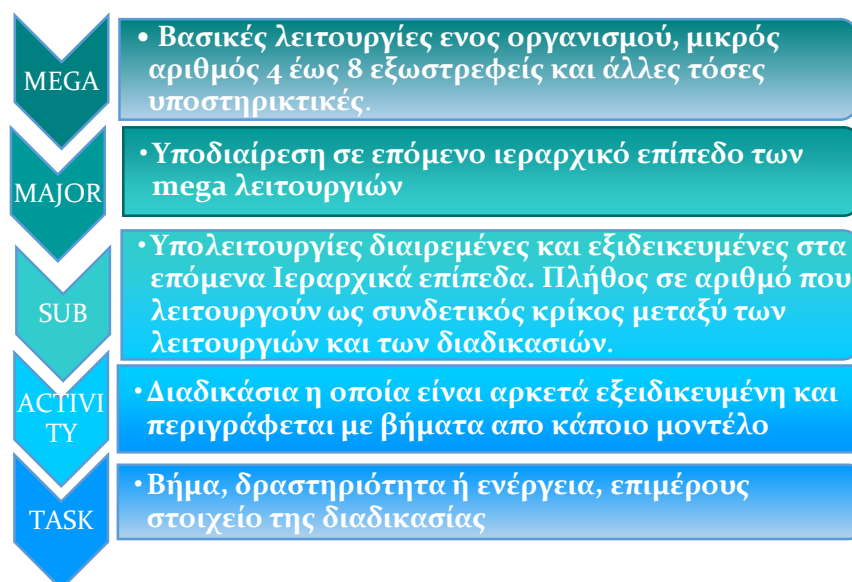 MEGA
• Βασικές λειτουργίες ενος οργανισμού, μικρός
αριθμός 4 έως 8 εξωστρεφείς και άλλες τόσες
υποστηρικτικές.
MAJOR
• Υποδιαίρεση σε επόμενο ιεραρχικό επίπεδο των
mega λειτουργιών
SUB
• Υπολειτουργίες διαιρεμένες και εξιδεικευμένες στα
επόμενα Ιεραρχικά επίπεδα. Πλήθος σε αριθμό που
λειτουργούν ως συνδετικός κρίκος μεταξύ των
λειτουργιών και των διαδικασιών.
ACTIVI
TY
• Διαδικάσια η οποία είναι αρκετά εξειδικευμένη και
περιγράφεται με βήματα απο κάποιο μοντέλο
TASK
• Βήμα, δραστηριότητα ή ενέργεια, επιμέρους
στοιχείο της διαδικασίας